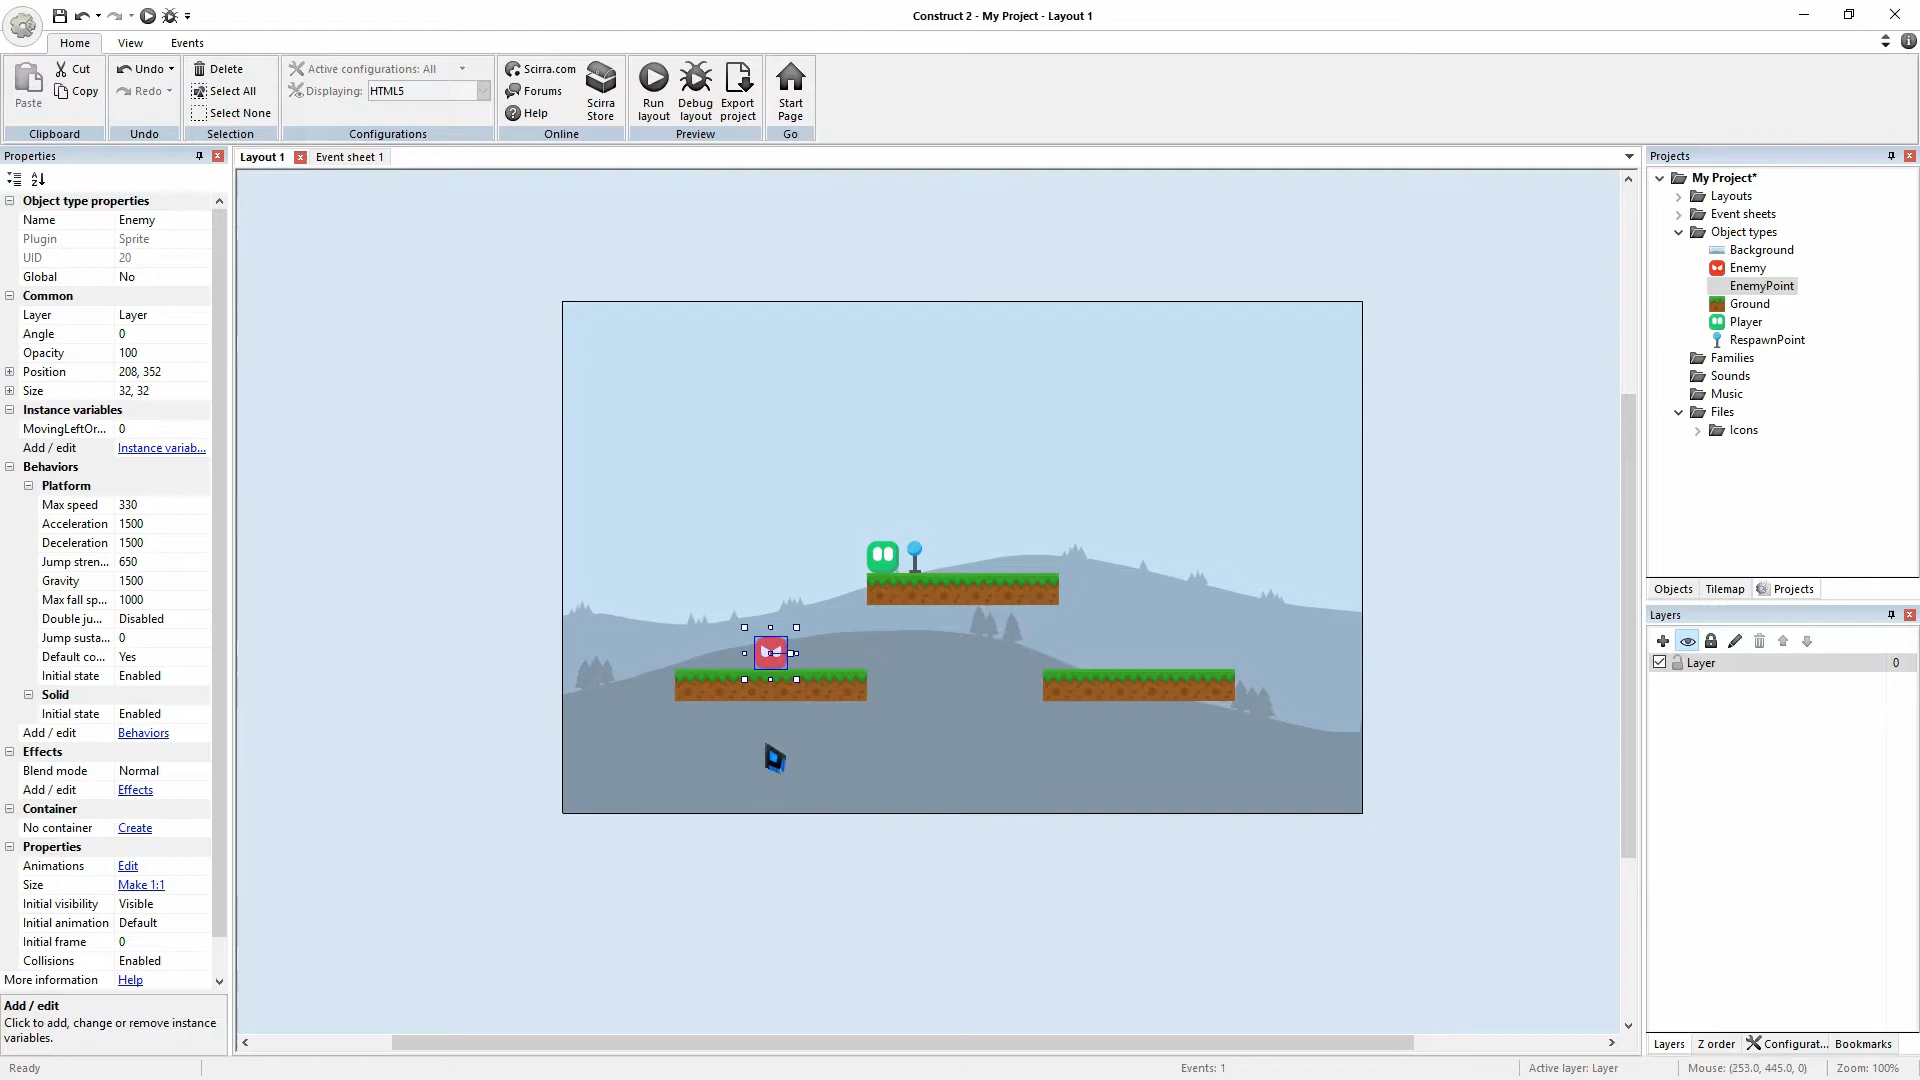 Construct 2 - My Project - Layout 1
Home
View
Events
Paste
Cut
Copy
Clipboard
Undo
Redo
Undo
Delete
Select All
Select None
Selection
Active configurations: All
Displaying: HTML5
Configurations
Scirra.com
Forums
Help
Scirra Store
Online
Run layout
Debug layout
Export project
Preview
Start Page
Go
Properties
Layout 1
Event sheet 1
Object type properties
Name Enemy
Plugin Sprite
UID 20
Global No
Common
Layer Layer
Angle 0
Opacity 100
Position 208, 352
Size 32, 32
Instance variables
MovingLeftOr... 0
Add / edit Instance variab...
Behaviors
Platform
Max speed 330
Acceleration 1500
Deceleration 1500
Jump stren... 650
Gravity 1500
Max fall sp... 1000
Double ju... Disabled
Jump susta... 0
Default co... Yes
Initial state Enabled
Solid
Initial state Enabled
Add / edit Behaviors
Effects
Blend mode Normal
Add / edit Effects
Container
No container Create
Properties
Animations Edit
Size Make 1:1
Initial visibility Visible
Initial animation Default
Initial frame 0
Collisions Enabled
More information Help
Add / edit
Click to add, change or remove instance
variables.
Projects
My Project*
Layouts
Event sheets
Object types
Background
Enemy
EnemyPoint
Ground
Player
RespawnPoint
Families
Sounds
Music
Files
Icons
Objects Tilemap Projects
Layers
Layer 0
Layers Z order Configurat... Bookmarks
Ready
Events: 1
Active layer: Layer
Mouse: (253.0, 445.0, 0)
Zoom: 100%